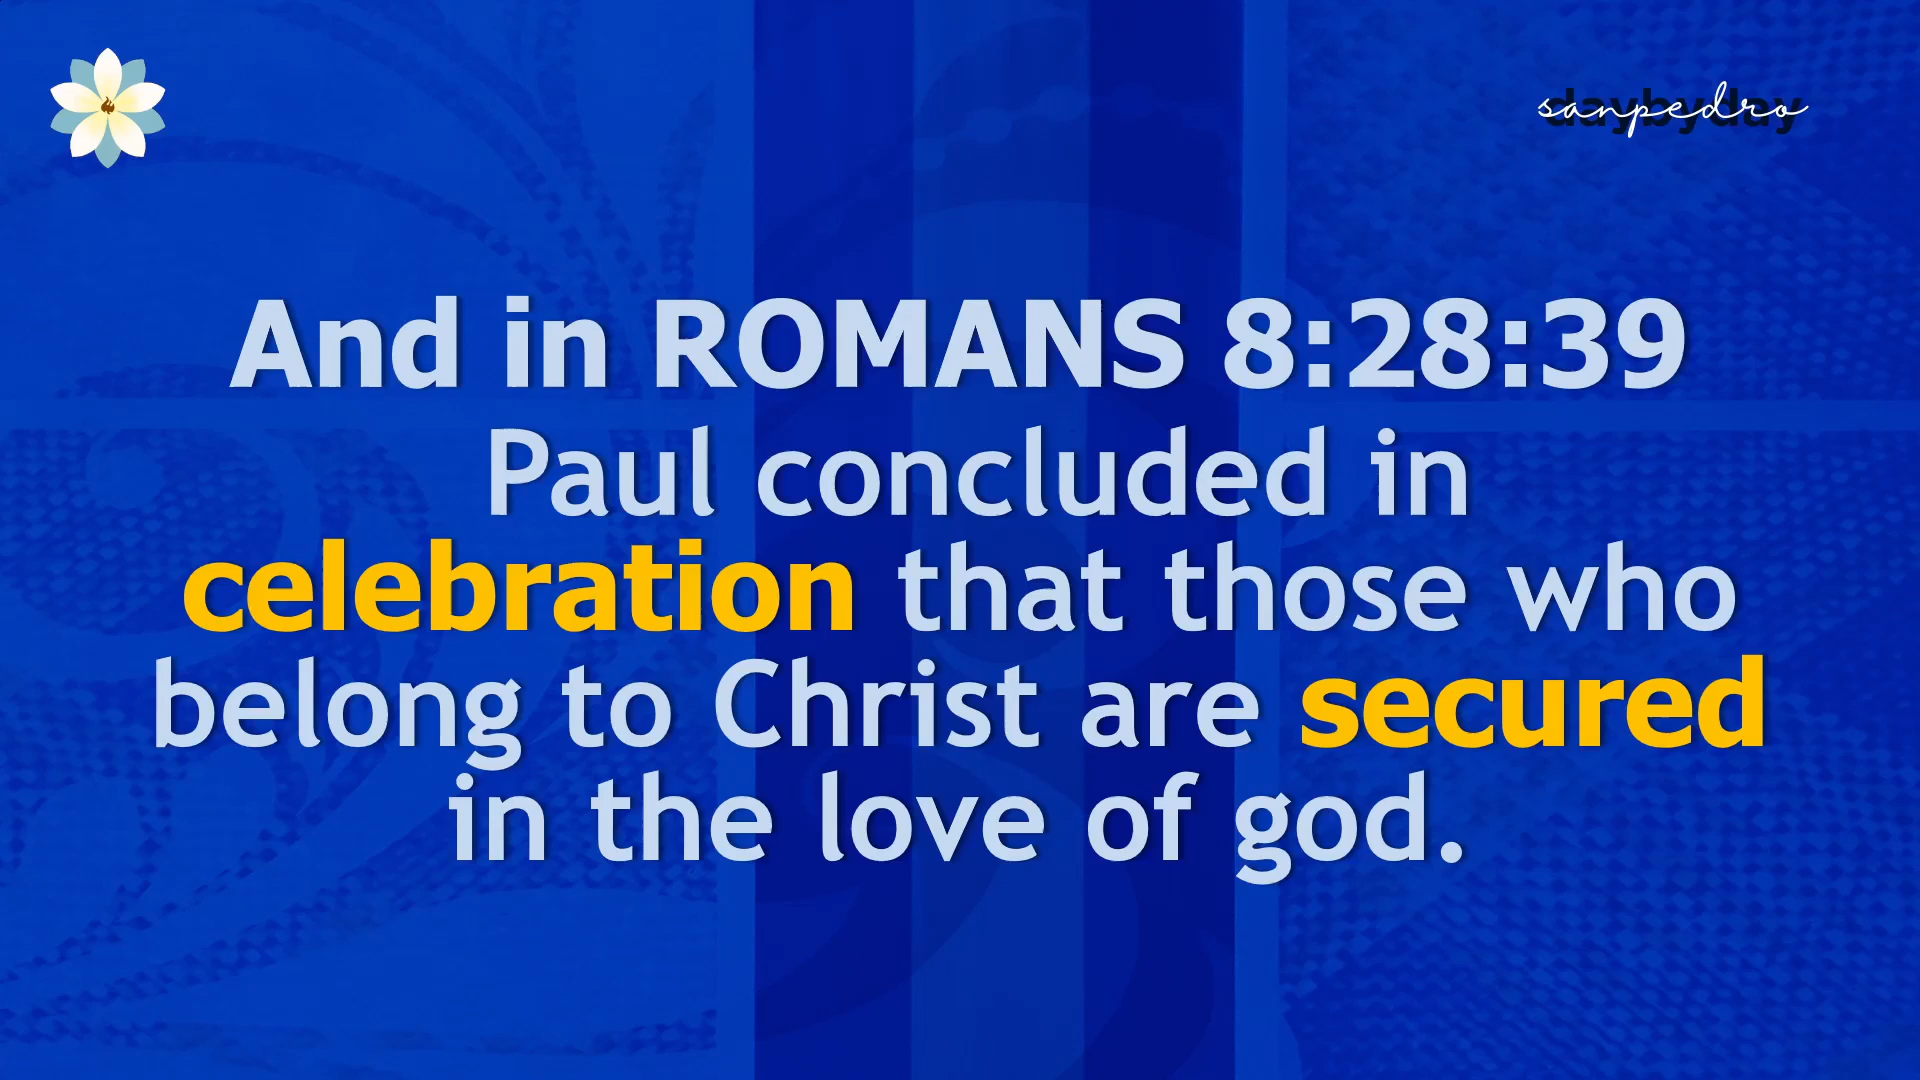 daybyday
sanpedro
And in ROMANS 8:28:39
Paul concluded in
celebration that those who
belong to Christ are secured
in the love of god.